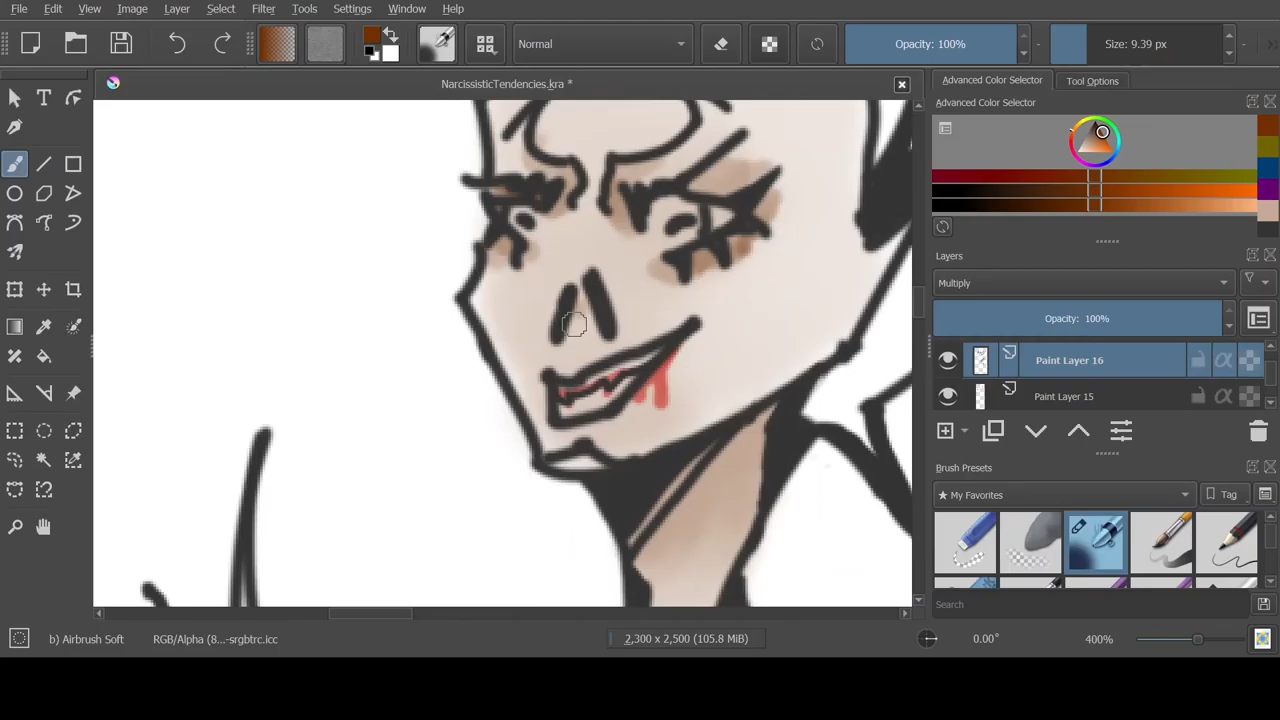 File Edit View Image Layer Select Filter Tools Settings Window Help
Normal
Opacity: 100%
Size: 9.39 px
NarcissisticTendencies.kra *
Advanced Color Selector
Tool Options
Advanced Color Selector
Layers
Multiply
Opacity: 100%
Paint Layer 16
Paint Layer 15
Brush Presets
★ My Favorites
Tag
Search
b) Airbrush Soft
RGB/Alpha (8...-srgbtrc.icc
2,300 x 2,500 (105.8 MiB)
0.00°
400%